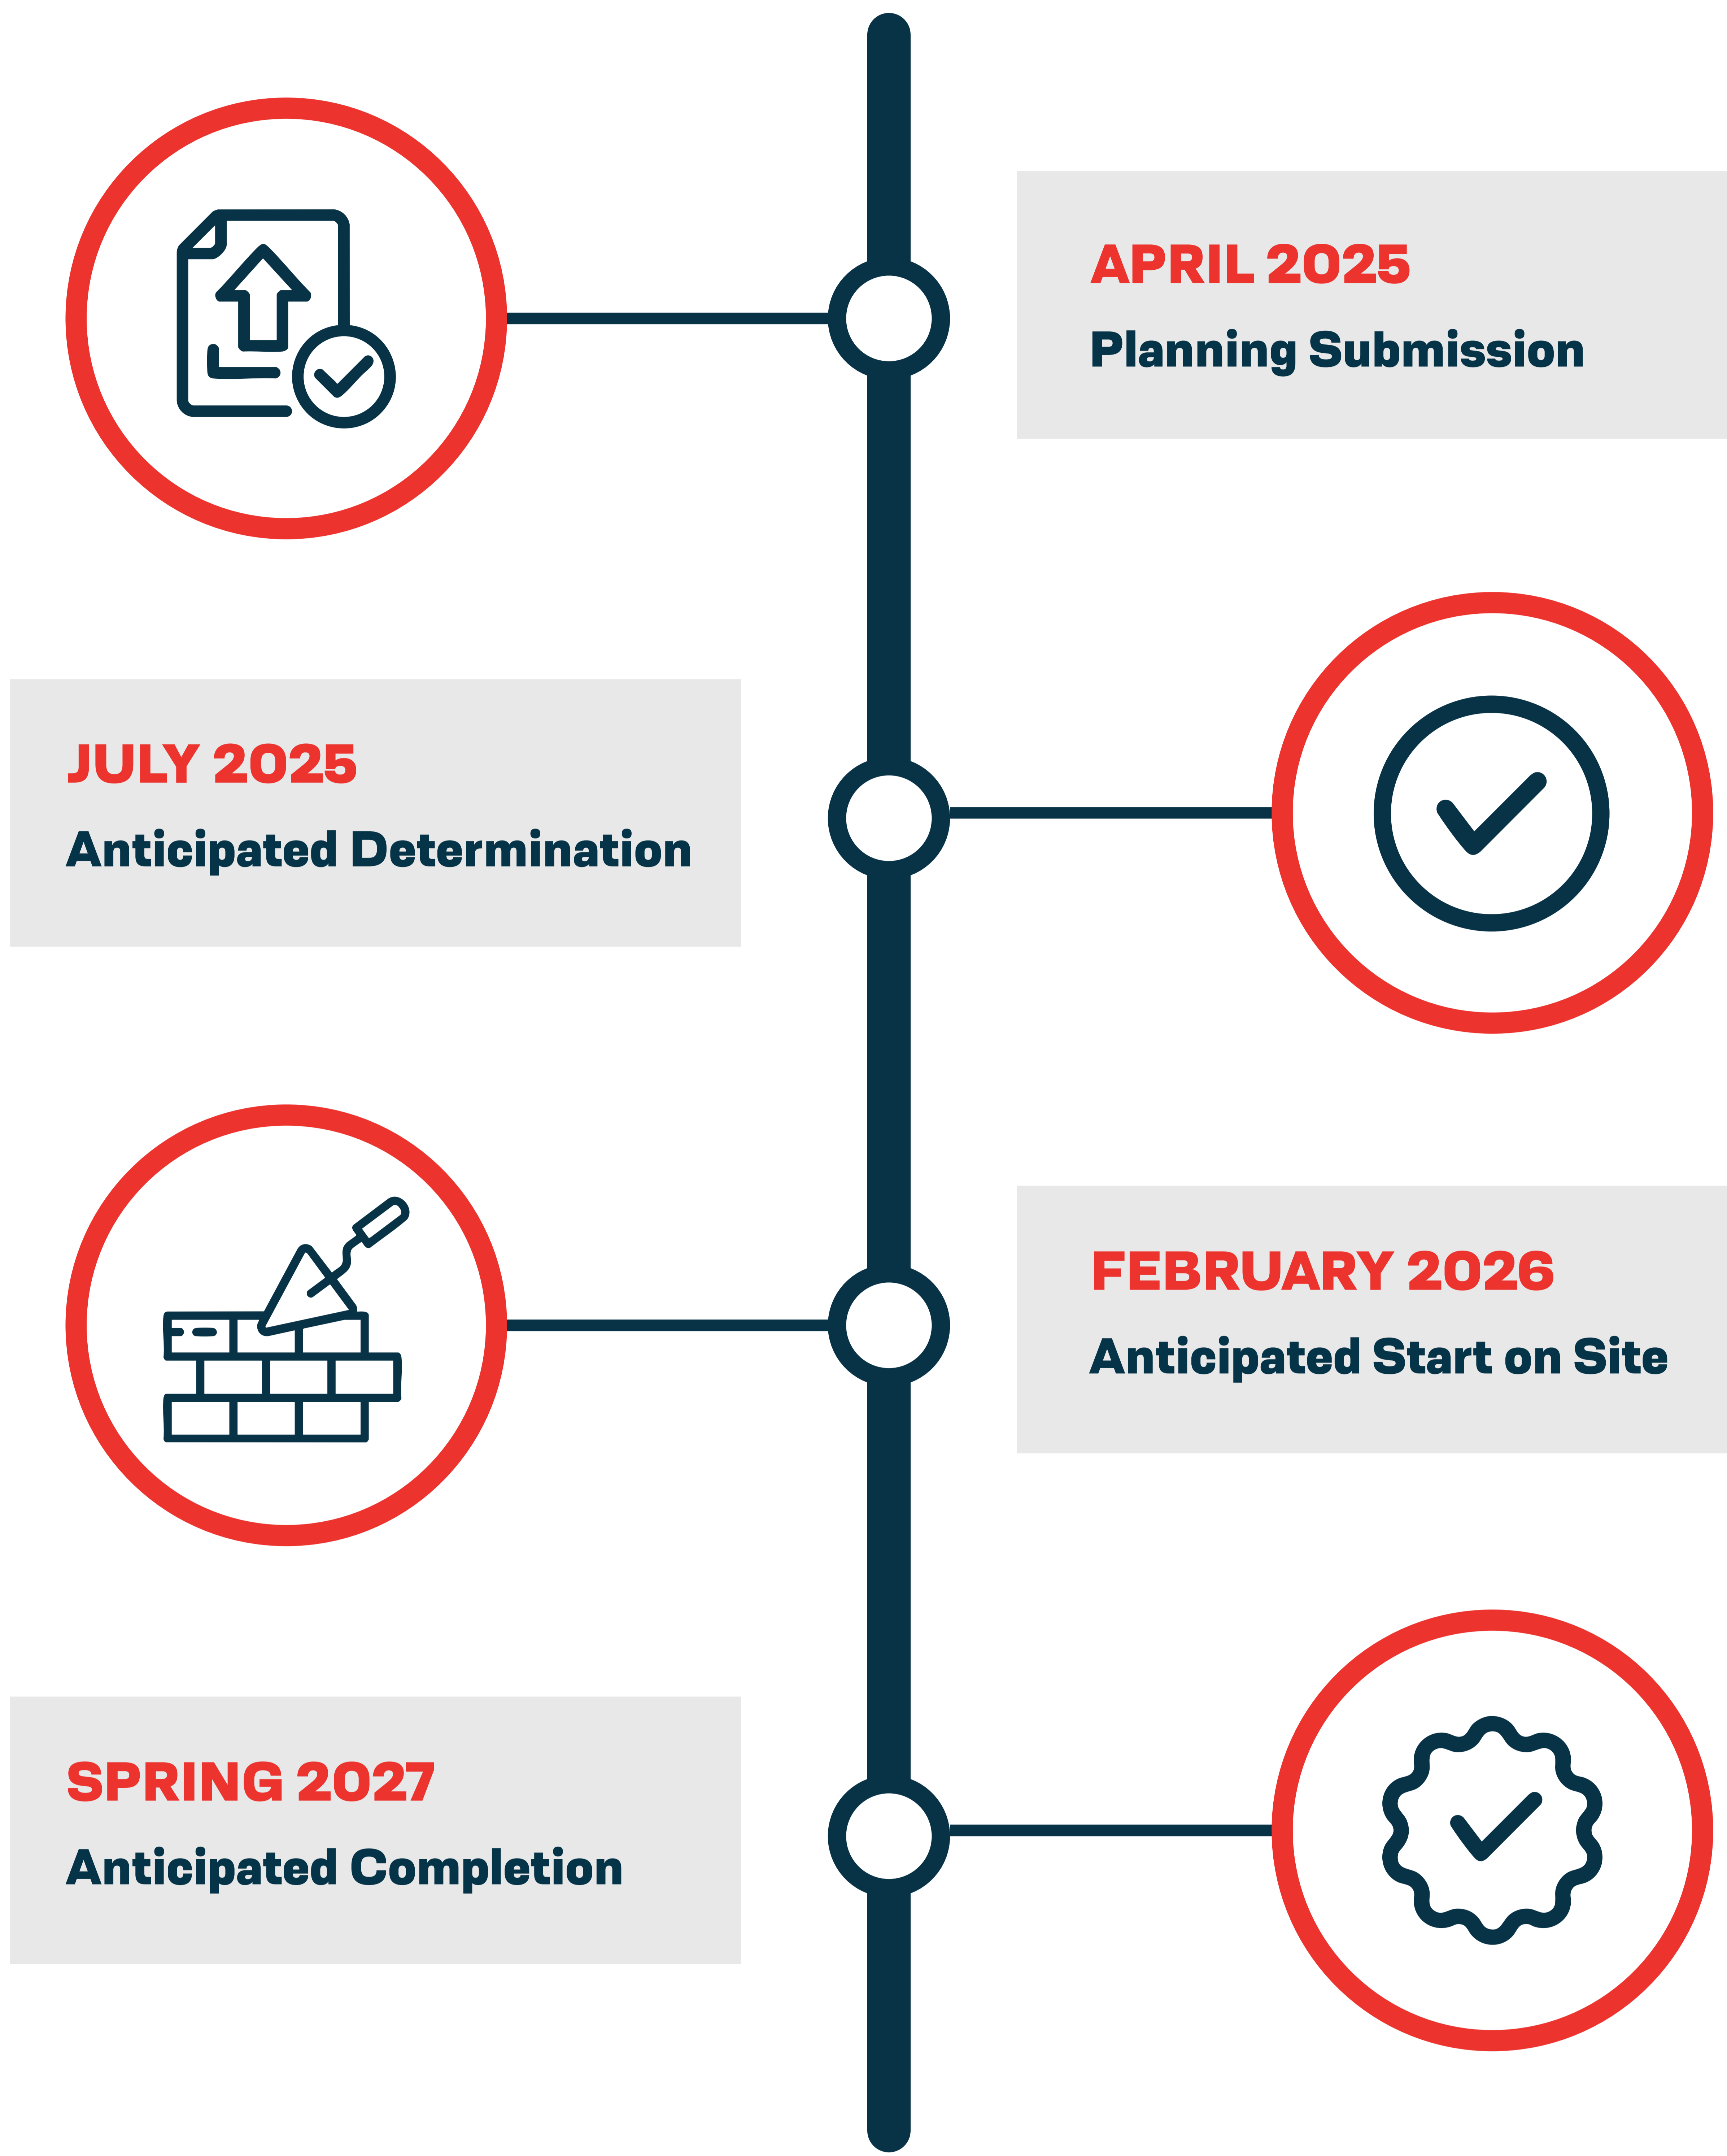 APRIL 2025
Planning Submission
JULY 2025
Anticipated Determination
FEBRUARY 2026
Anticipated Start on Site
SPRING 2027
Anticipated Completion